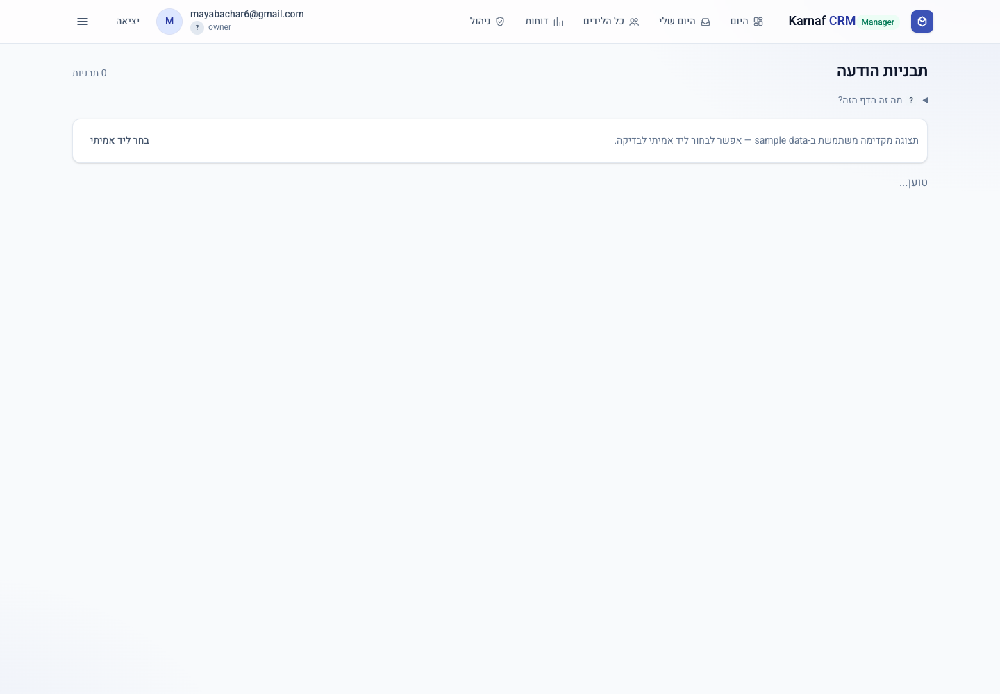 Karnaf CRM Manager
היום
היום שלי
כל הלידים
דוחות
ניהול
mayabachar6@gmail.com
? owner
M
יציאה
תבניות הודעה
0 תבניות
? מה זה הדף הזה?
תצוגה מקדימה משתמשת ב-sample data — אפשר לבחור ליד אמיתי לבדיקה.
בחר ליד אמיתי
טוען...